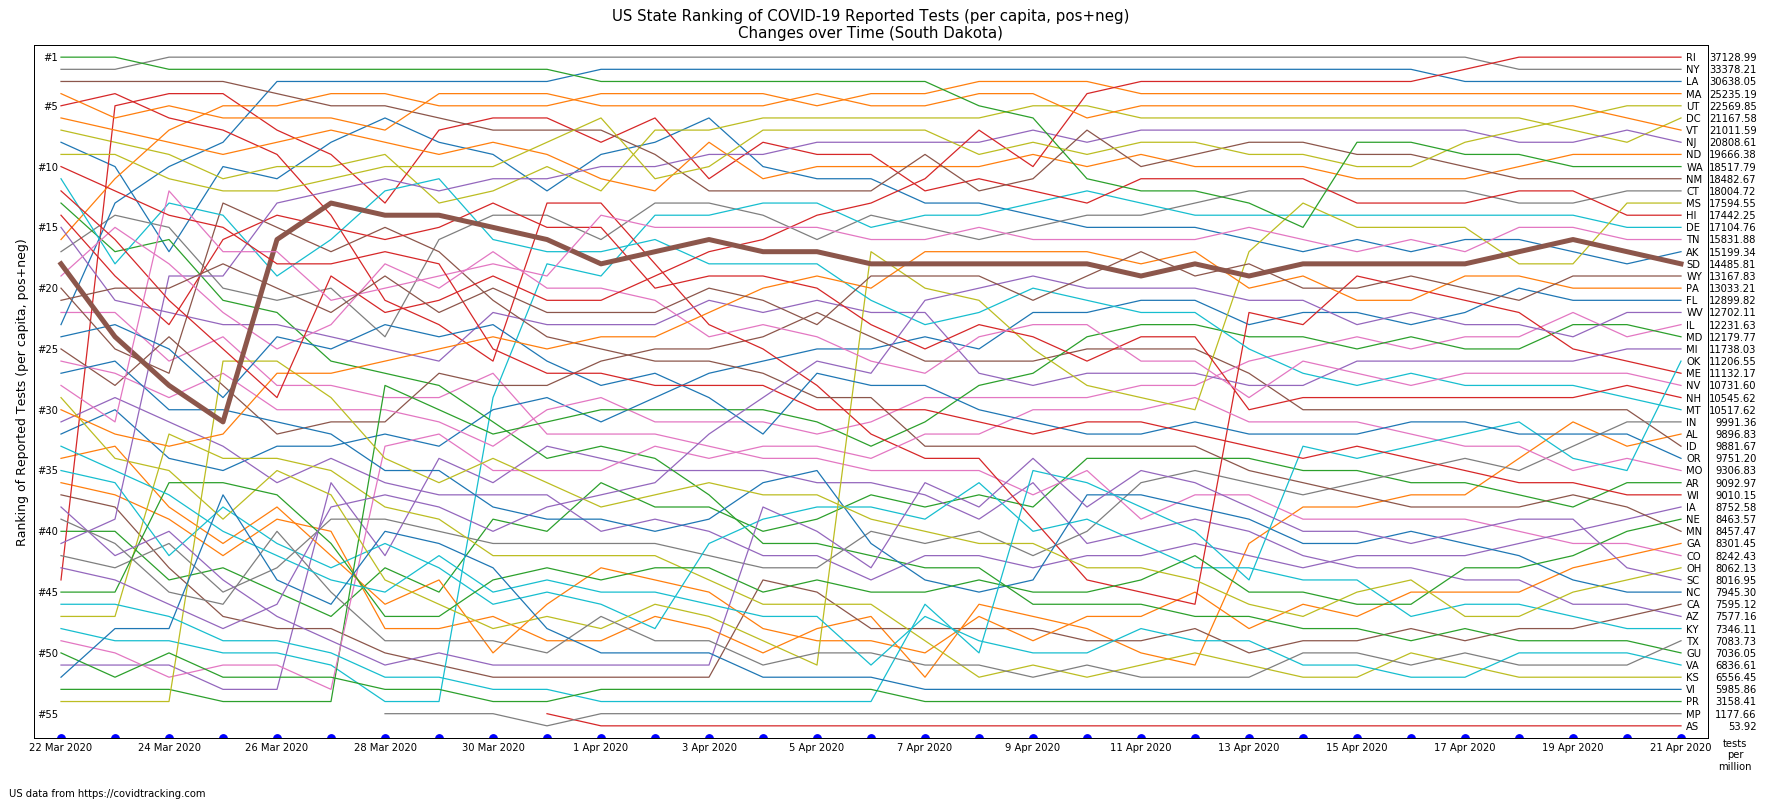 US State Ranking of COVID-19 Reported Tests (per capita, pos+neg)
Changes over Time (South Dakota)
Ranking of Reported Tests (per capita, pos+neg)
#1
#5
#10
#15
#20
#25
#30
#35
#40
#45
#50
#55
RI 37128.99
NY 33378.21
LA 30638.05
MA 25235.19
UT 22569.85
DC 21167.58
VT 21011.59
NJ 20808.61
ND 19666.38
WA 18517.79
NM 18482.67
CT 18004.72
MS 17594.55
HI 17442.25
DE 17104.76
TN 15831.88
AK 15199.34
SD 14485.81
WY 13167.83
PA 13033.21
FL 12899.82
WV 12702.11
IL 12231.63
MD 12179.77
MI 11738.03
OK 11206.55
ME 11132.17
NV 10731.60
NH 10545.62
MT 10517.62
IN 9991.36
AL 9896.83
ID 9881.67
OR 9751.20
MO 9306.83
AR 9092.97
WI 9010.15
IA 8752.58
NE 8463.57
MN 8457.47
GA 8301.45
CO 8242.43
OH 8062.13
SC 8016.95
NC 7945.30
CA 7595.12
AZ 7577.16
KY 7346.11
TX 7083.73
GU 7036.05
VA 6836.61
KS 6556.45
VI 5985.86
PR 3158.41
MP 1177.66
AS 53.92
22 Mar 2020
24 Mar 2020
26 Mar 2020
28 Mar 2020
30 Mar 2020
1 Apr 2020
3 Apr 2020
5 Apr 2020
7 Apr 2020
9 Apr 2020
11 Apr 2020
13 Apr 2020
15 Apr 2020
17 Apr 2020
19 Apr 2020
21 Apr 2020
tests
per
million
US data from https://covidtracking.com